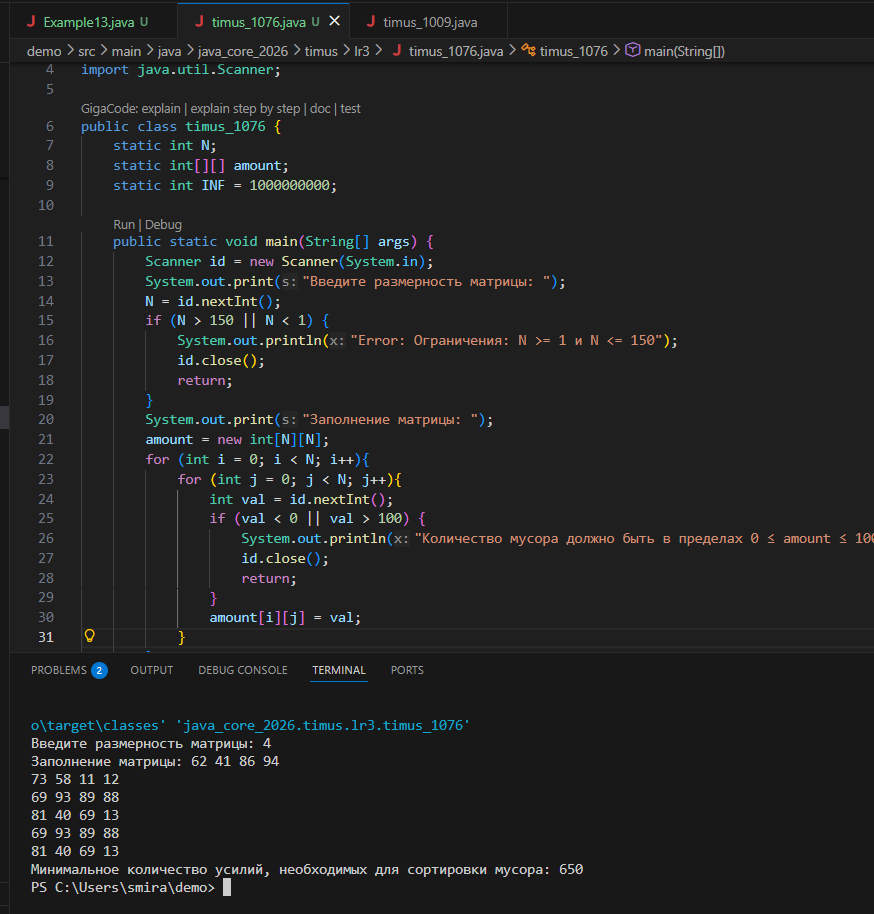 Example13.java U
timus_1076.java U
timus_1009.java
demo > src > main > java > java_core_2026 > timus > lr3 > timus_1076.java > timus_1076 > main(String[])
4 import java.util.Scanner;
5
GigaCode: explain | explain step by step | doc | test
6 public class timus_1076 {
7 static int N;
8 static int[][] amount;
9 static int INF = 1000000000;
10
Run | Debug
11 public static void main(String[] args) {
12 Scanner id = new Scanner(System.in);
13 System.out.print(s: "Введите размерность матрицы: ");
14 N = id.nextInt();
15 if (N > 150 || N < 1) {
16 System.out.println(x: "Error: Ограничения: N >= 1 и N <= 150");
17 id.close();
18 return;
19 }
20 System.out.print(s: "Заполнение матрицы: ");
21 amount = new int[N][N];
22 for (int i = 0; i < N; i++){
23 for (int j = 0; j < N; j++){
24 int val = id.nextInt();
25 if (val < 0 || val > 100) {
26 System.out.println(x: "Количество мусора должно быть в пределах 0 ≤ amount ≤ 100
27 id.close();
28 return;
29 }
30 amount[i][j] = val;
31 }
PROBLEMS 2 OUTPUT DEBUG CONSOLE TERMINAL PORTS
o\target\classes' 'java_core_2026.timus.lr3.timus_1076'
Введите размерность матрицы: 4
Заполнение матрицы: 62 41 86 94
73 58 11 12
69 93 89 88
81 40 69 13
69 93 89 88
81 40 69 13
Минимальное количество усилий, необходимых для сортировки мусора: 650
PS C:\Users\smira\demo>